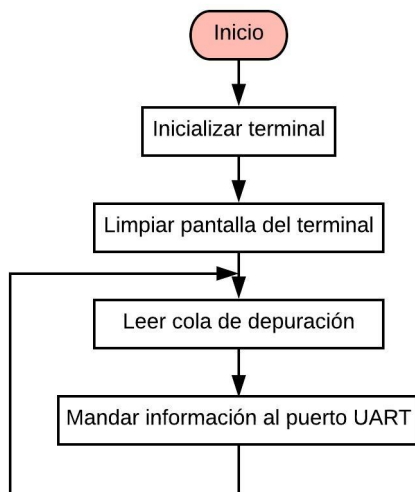 Inicio
Inicializar terminal
Limpiar pantalla del terminal
Leer cola de depuración
Mandar información al puerto UART